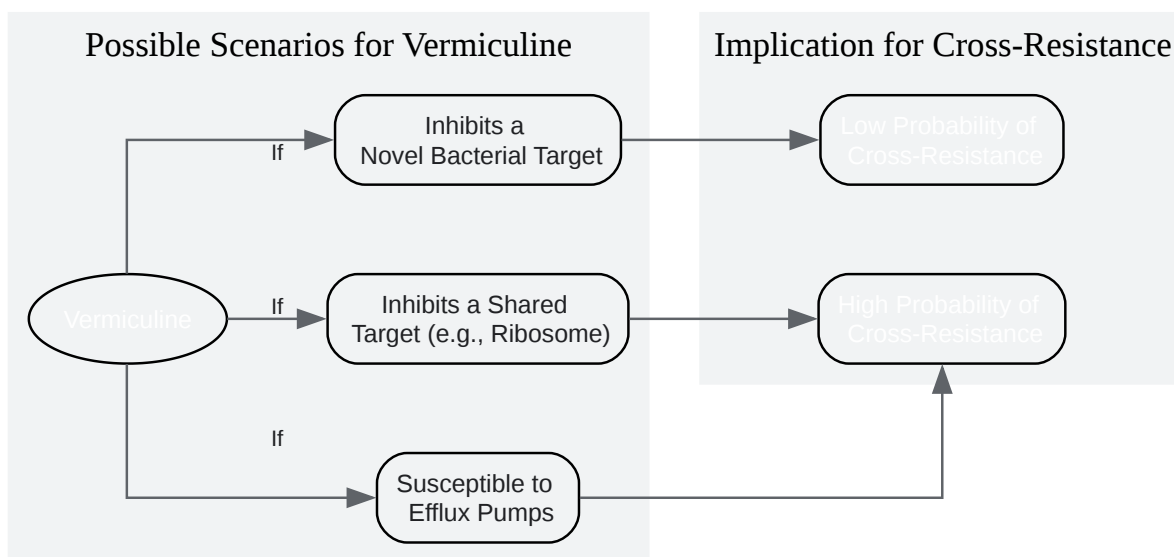 Possible Scenarios for Vermiculine
Implication for Cross-Resistance
Inhibits a
Novel Bacterial Target
If
Low Probability of
Cross-Resistance
Vermiculine
If
Inhibits a Shared
Target (e.g., Ribosome)
High Probability of
Cross-Resistance
If
Susceptible to
Efflux Pumps